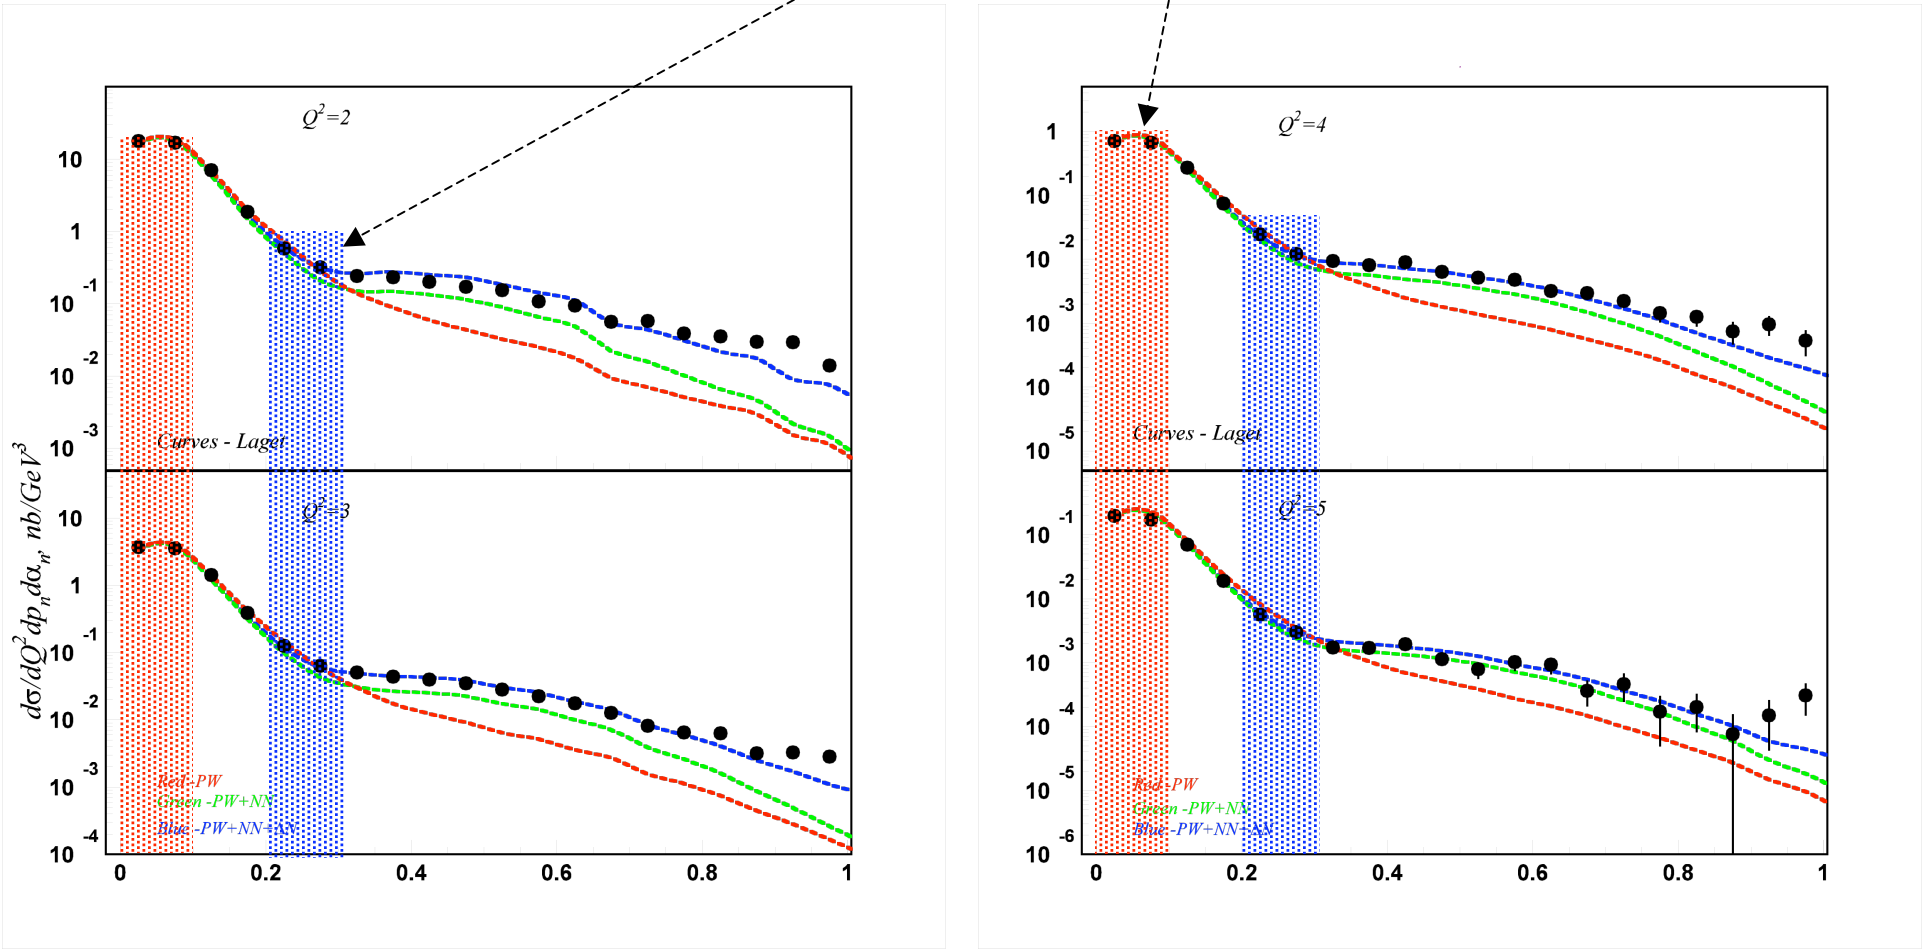 dσ/dQ²dpₙdαₙ, nb/GeV³
Q²=2
10
1
10 -1
10 -2
10 -3
Curves - Laget
Q²=3
10
1
10 -1
10 -2
10 -3
10 -4
Red -PW
Green -PW+NN
Blue -PW+NN+ΔN
0 0.2 0.4 0.6 0.8 1
Q²=4
1
10 -1
10 -2
10 -3
10 -4
10 -5
Curves - Laget
Q²=5
10 -1
10 -2
10 -3
10 -4
10 -5
10 -6
Red -PW
Green -PW+NN
Blue -PW+NN+ΔN
0 0.2 0.4 0.6 0.8 1